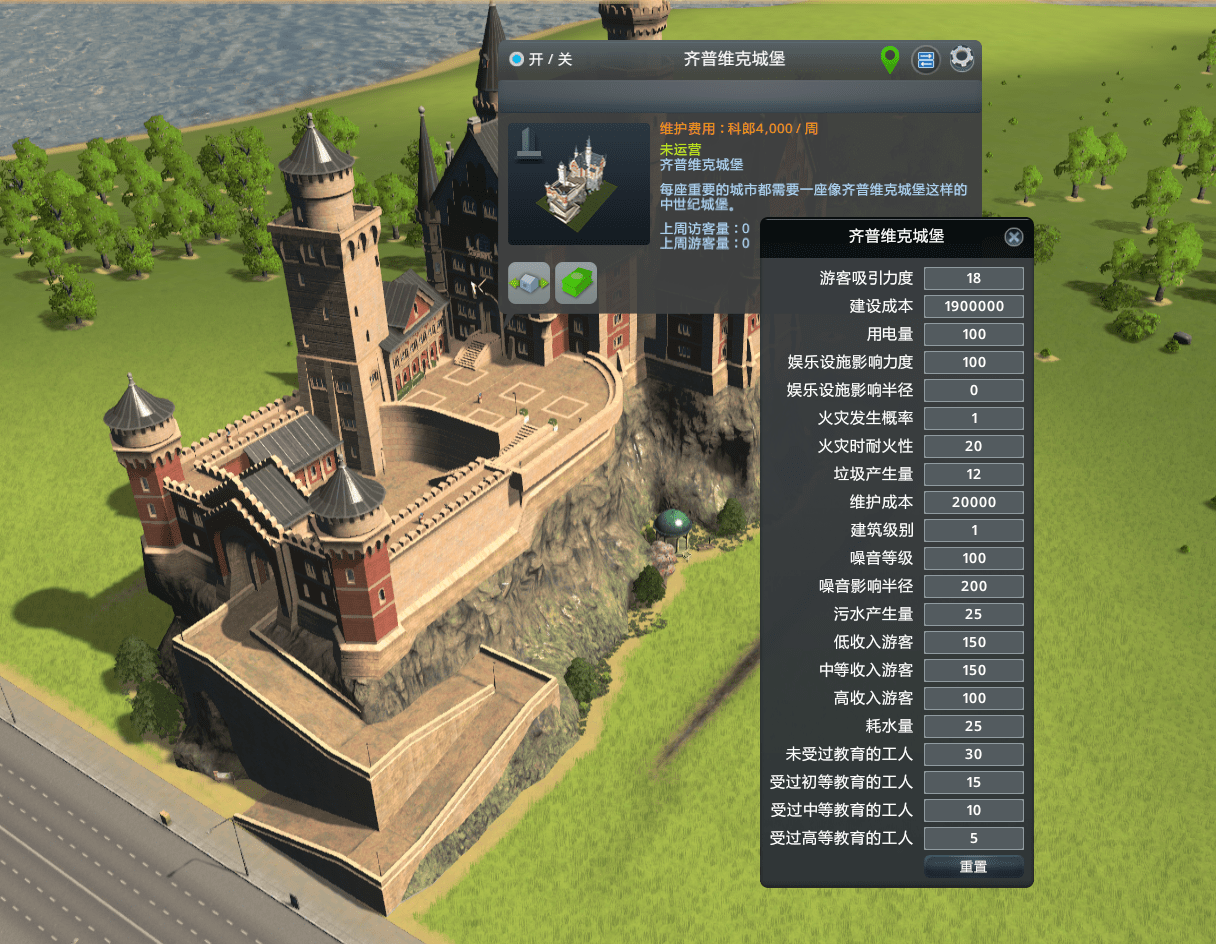 开 / 关
齐普维克城堡
维护费用：科郎4,000 / 周
未运营
齐普维克城堡
每座重要的城市都需要一座像齐普维克城堡这样的
中世纪城堡。
上周访客量：0
上周游客量：0
齐普维克城堡
游客吸引力度 18
建设成本 1900000
用电量 100
娱乐设施影响力度 100
娱乐设施影响半径 0
火灾发生概率 1
火灾时耐火性 20
垃圾产生量 12
维护成本 20000
建筑级别 1
噪音等级 100
噪音影响半径 200
污水产生量 25
低收入游客 150
中等收入游客 150
高收入游客 100
耗水量 25
未受过教育的工人 30
受过初等教育的工人 15
受过中等教育的工人 10
受过高等教育的工人 5
重置